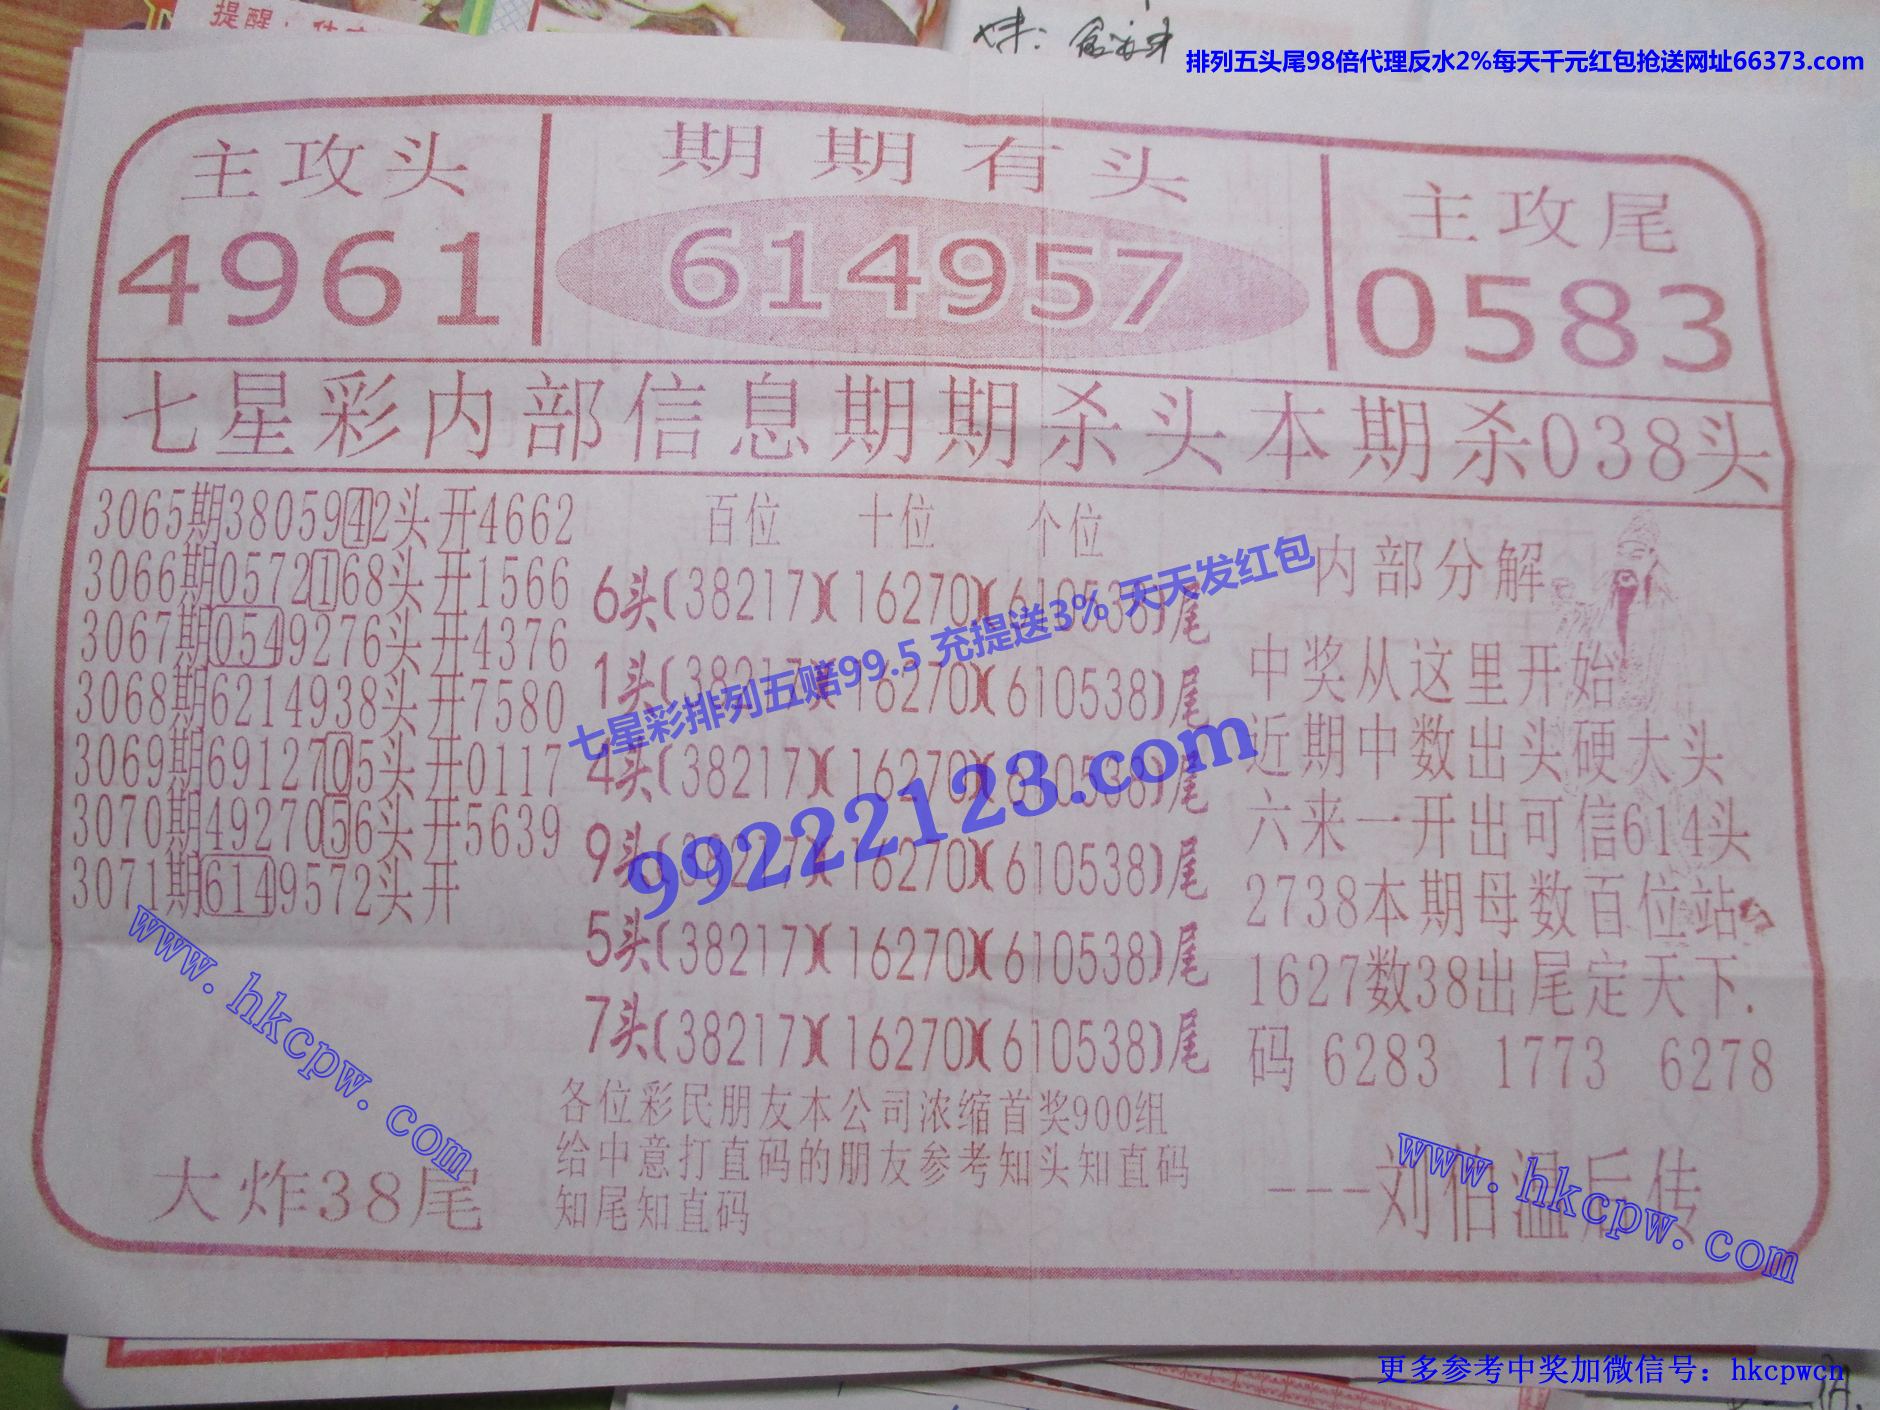 提醒:
妹:
排列五头尾98倍代理反水2%每天千元红包抢送网址66373.com
主攻头
4961
期期有头
614957
主攻尾
0583
七星彩内部信息期期杀头本期杀038头
3065期3805942头开4662
3066期0572168头开1566
3067期0549276头开4376
3068期6214938头开7580
3069期6912705头开0117
3070期4927056头开5639
3071期6149572头开
大炸38尾
百位 十位 个位
6头(38217)(16270)(610538)尾
1头(38217)(16270)(610538)尾
4头(38217)(16270)(610538)尾
9头(38217)(16270)(610538)尾
5头(38217)(16270)(610538)尾
7头(38217)(16270)(610538)尾
各位彩民朋友本公司浓缩首奖900组
给中意打直码的朋友参考知头知直码
知尾知直码
内部分解
中奖从这里开始
近期中数出头硬大头
六来一开出可信614头
2738本期母数百位站
1627数38出尾定天下.
码 6283 1773 6278
---刘伯温后传
七星彩排列五赔99.5 充提送3% 天天发红包
99222123.com
www.hkcpw.com
www.hkcpw.com
更多参考中奖加微信号：hkcpwcn